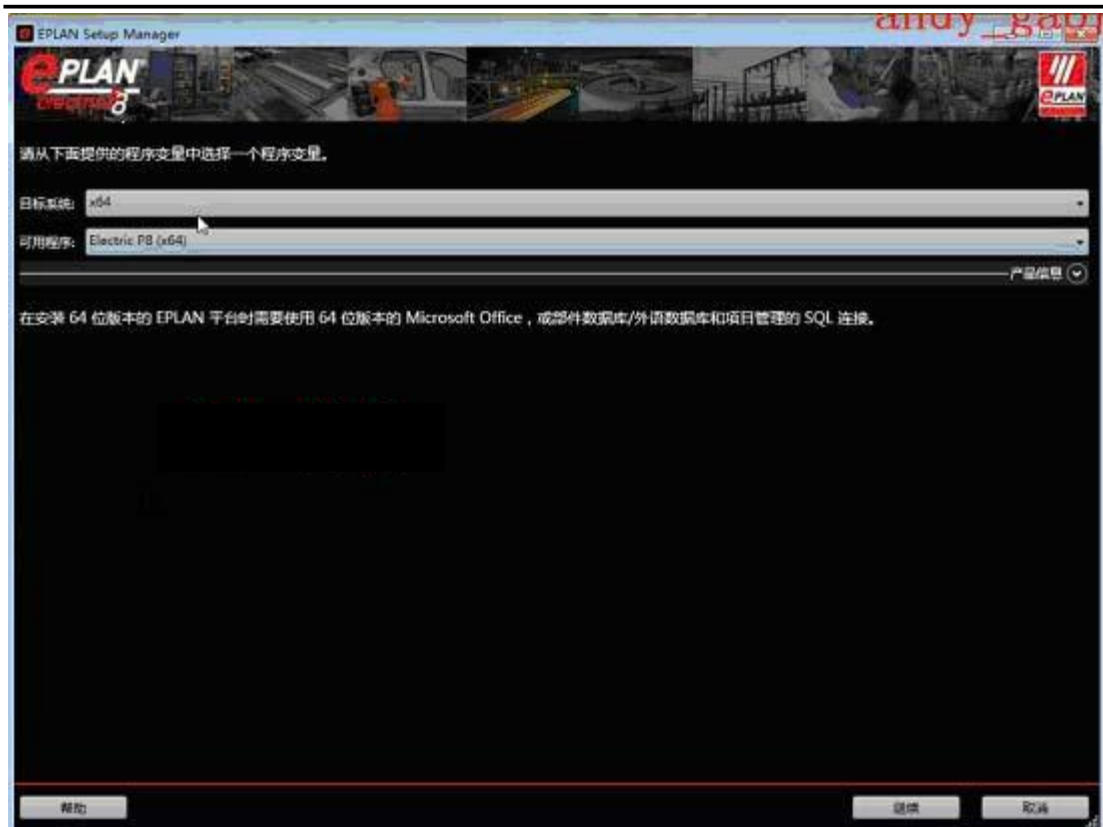 andy_gabr
EPLAN Setup Manager
ePLAN
electric P8
ePLAN
请从下面提供的程序变量中选择一个程序变量。
目标系统: x64
可用程序: Electric P8 (x64)
产品信息
在安装 64 位版本的 EPLAN 平台时需要使用 64 位版本的 Microsoft Office，或部件数据库/外语数据库和项目管理的 SQL 连接。
帮助
继续
取消